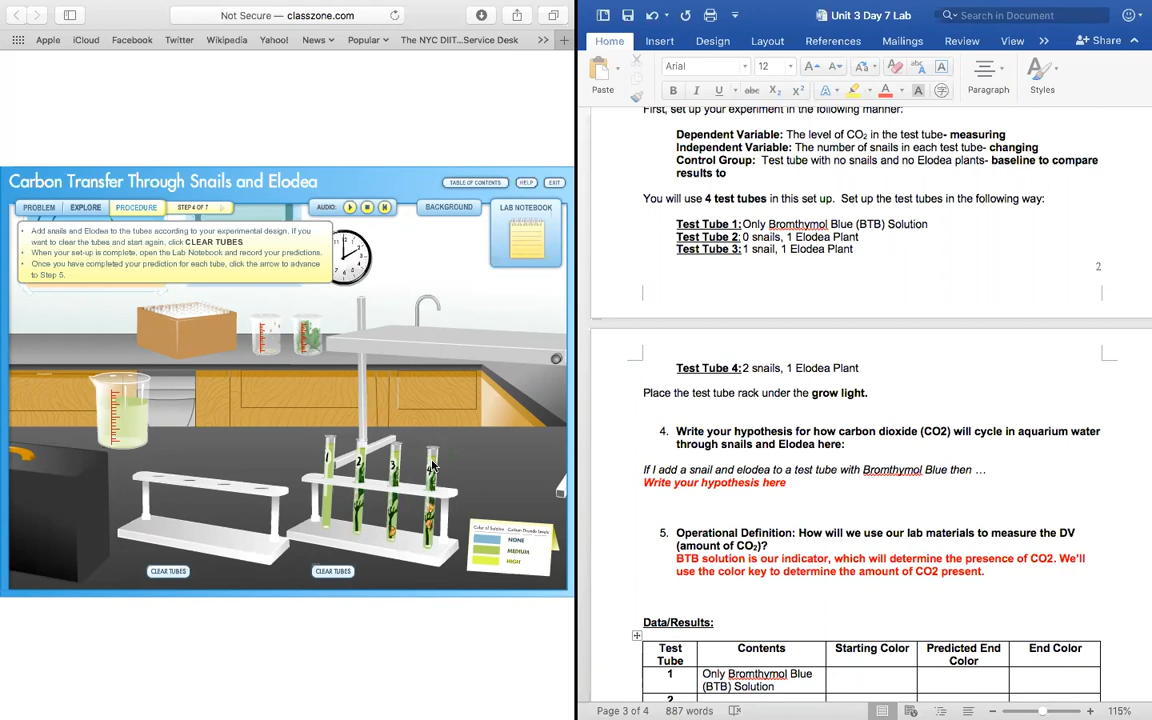 Not Secure — classzone.com
Apple iCloud Facebook Twitter Wikipedia Yahoo! News Popular The NYC DIIT...Service Desk
Carbon Transfer Through Snails and Elodea
TABLE OF CONTENTS HELP EXIT
PROBLEM EXPLORE PROCEDURE STEP 4 OF 7 AUDIO: BACKGROUND LAB NOTEBOOK
• Add snails and Elodea to the tubes according to your experimental design. If you
want to clear the tubes and start again, click CLEAR TUBES
• When your set-up is complete, open the Lab Notebook and record your predictions.
• Once you have completed your prediction for each tube, click the arrow to advance
to Step 5.
1 2 3 4
Color of Solution Carbon Dioxide Levels
NONE
MEDIUM
HIGH
CLEAR TUBES CLEAR TUBES
Unit 3 Day 7 Lab
Search in Document
Home Insert Design Layout References Mailings Review View Share
Arial 12
Paste Paragraph Styles
First, set up your experiment in the following manner:
Dependent Variable: The level of CO₂ in the test tube- measuring
Independent Variable: The number of snails in each test tube- changing
Control Group: Test tube with no snails and no Elodea plants- baseline to compare
results to
You will use 4 test tubes in this set up. Set up the test tubes in the following way:
Test Tube 1: Only Bromthymol Blue (BTB) Solution
Test Tube 2: 0 snails, 1 Elodea Plant
Test Tube 3: 1 snail, 1 Elodea Plant
2
Test Tube 4: 2 snails, 1 Elodea Plant
Place the test tube rack under the grow light.
4. Write your hypothesis for how carbon dioxide (CO2) will cycle in aquarium water
through snails and Elodea here:
If I add a snail and elodea to a test tube with Bromthymol Blue then …
Write your hypothesis here
5. Operational Definition: How will we use our lab materials to measure the DV
(amount of CO₂)?
BTB solution is our indicator, which will determine the presence of CO2. We'll
use the color key to determine the amount of CO2 present.
Data/Results:
Test Tube Contents Starting Color Predicted End Color End Color
1 Only Bromthymol Blue (BTB) Solution
2
Page 3 of 4 887 words 115%